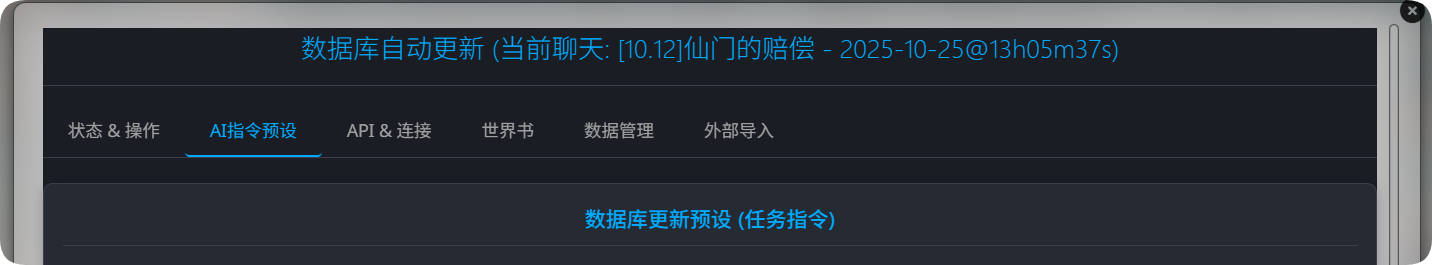 数据库自动更新 (当前聊天: [10.12]仙门的赔偿 - 2025-10-25@13h05m37s)
状态 & 操作 AI指令预设 API & 连接 世界书 数据管理 外部导入
数据库更新预设 (任务指令)